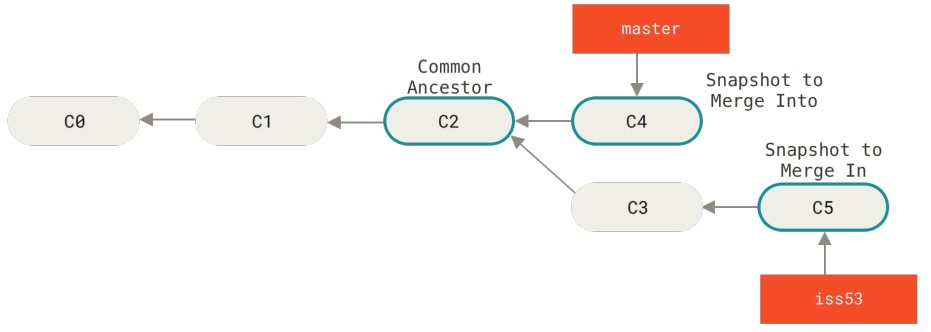 master
Common
Ancestor
Snapshot to
Merge Into
C0
C1
C2
C4
Snapshot to
Merge In
C3
C5
iss53